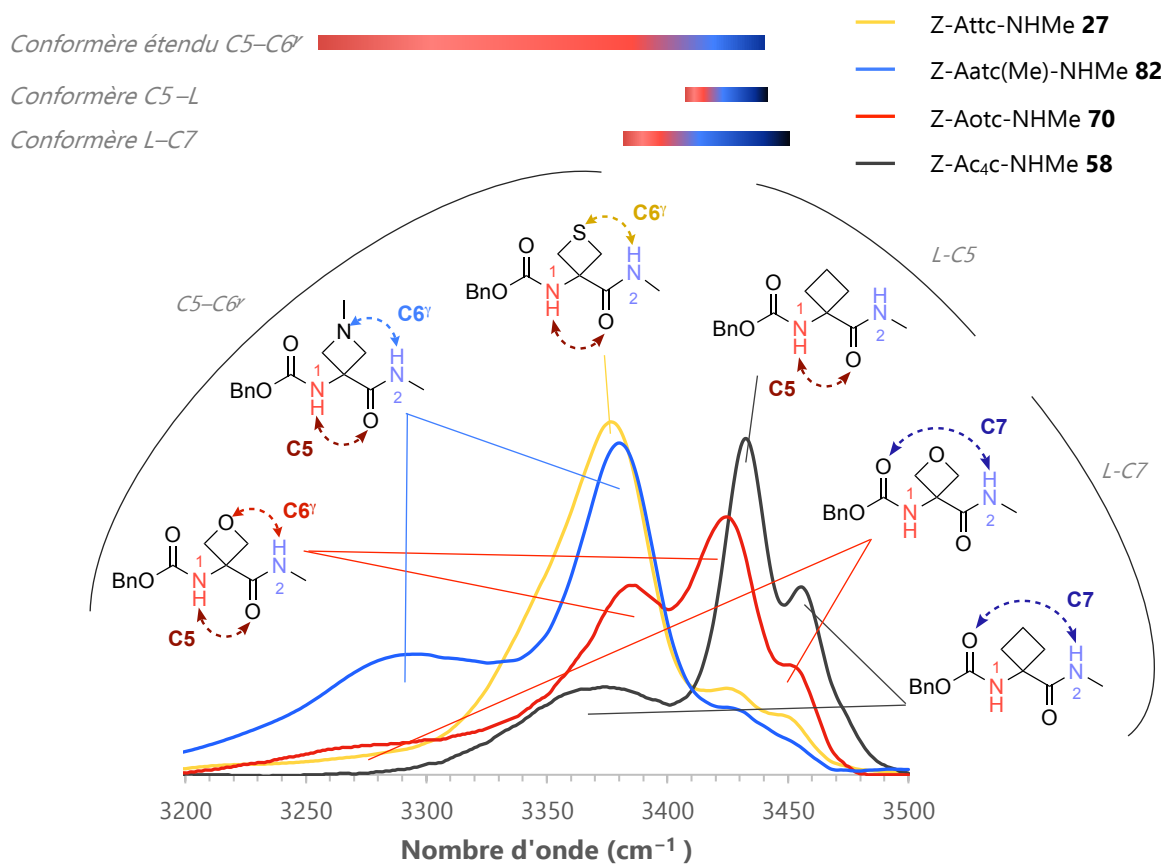 Conformère étendu C5–C6γ
Conformère C5–L
Conformère L–C7
Z-Attc-NHMe 27
Z-Aatc(Me)-NHMe 82
Z-Aotc-NHMe 70
Z-Ac₄c-NHMe 58
C5–C6γ
L-C5
L-C7
S
C6γ
O
BnO
1
N
H
O
H
N
2
C5
N
C6γ
O
BnO
1
N
H
O
H
N
2
C5
O
BnO
1
N
H
O
H
N
2
C5
O
C6γ
O
BnO
1
N
H
O
H
N
2
C5
C7
O
O
BnO
1
N
H
O
H
N
2
C7
O
BnO
1
N
H
O
H
N
2
3200 3250 3300 3350 3400 3450 3500
Nombre d'onde (cm⁻¹ )